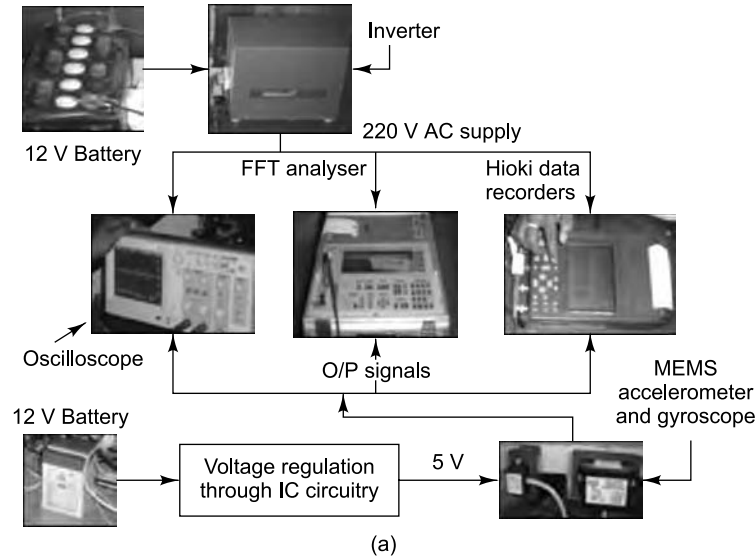 Inverter
220 V AC supply
12 V Battery
FFT analyser
Hioki data
recorders
Oscilloscope
O/P signals
MEMS
accelerometer
and gyroscope
12 V Battery
Voltage regulation
through IC circuitry
5 V
(a)